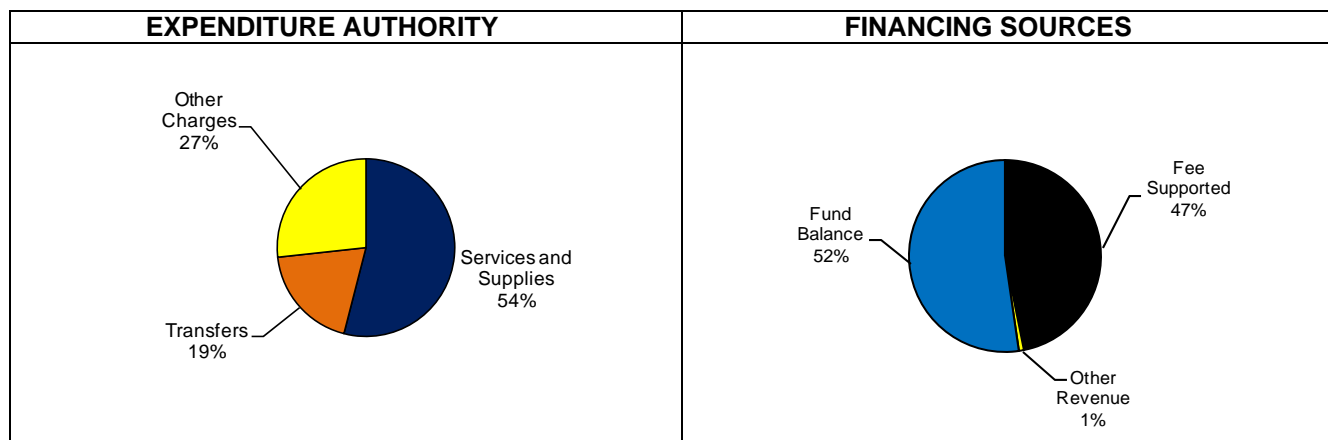 EXPENDITURE AUTHORITY
Other
Charges
27%
Services and
Supplies
54%
Transfers
19%
FINANCING SOURCES
Fee
Supported
47%
Fund
Balance
52%
Other
Revenue
1%